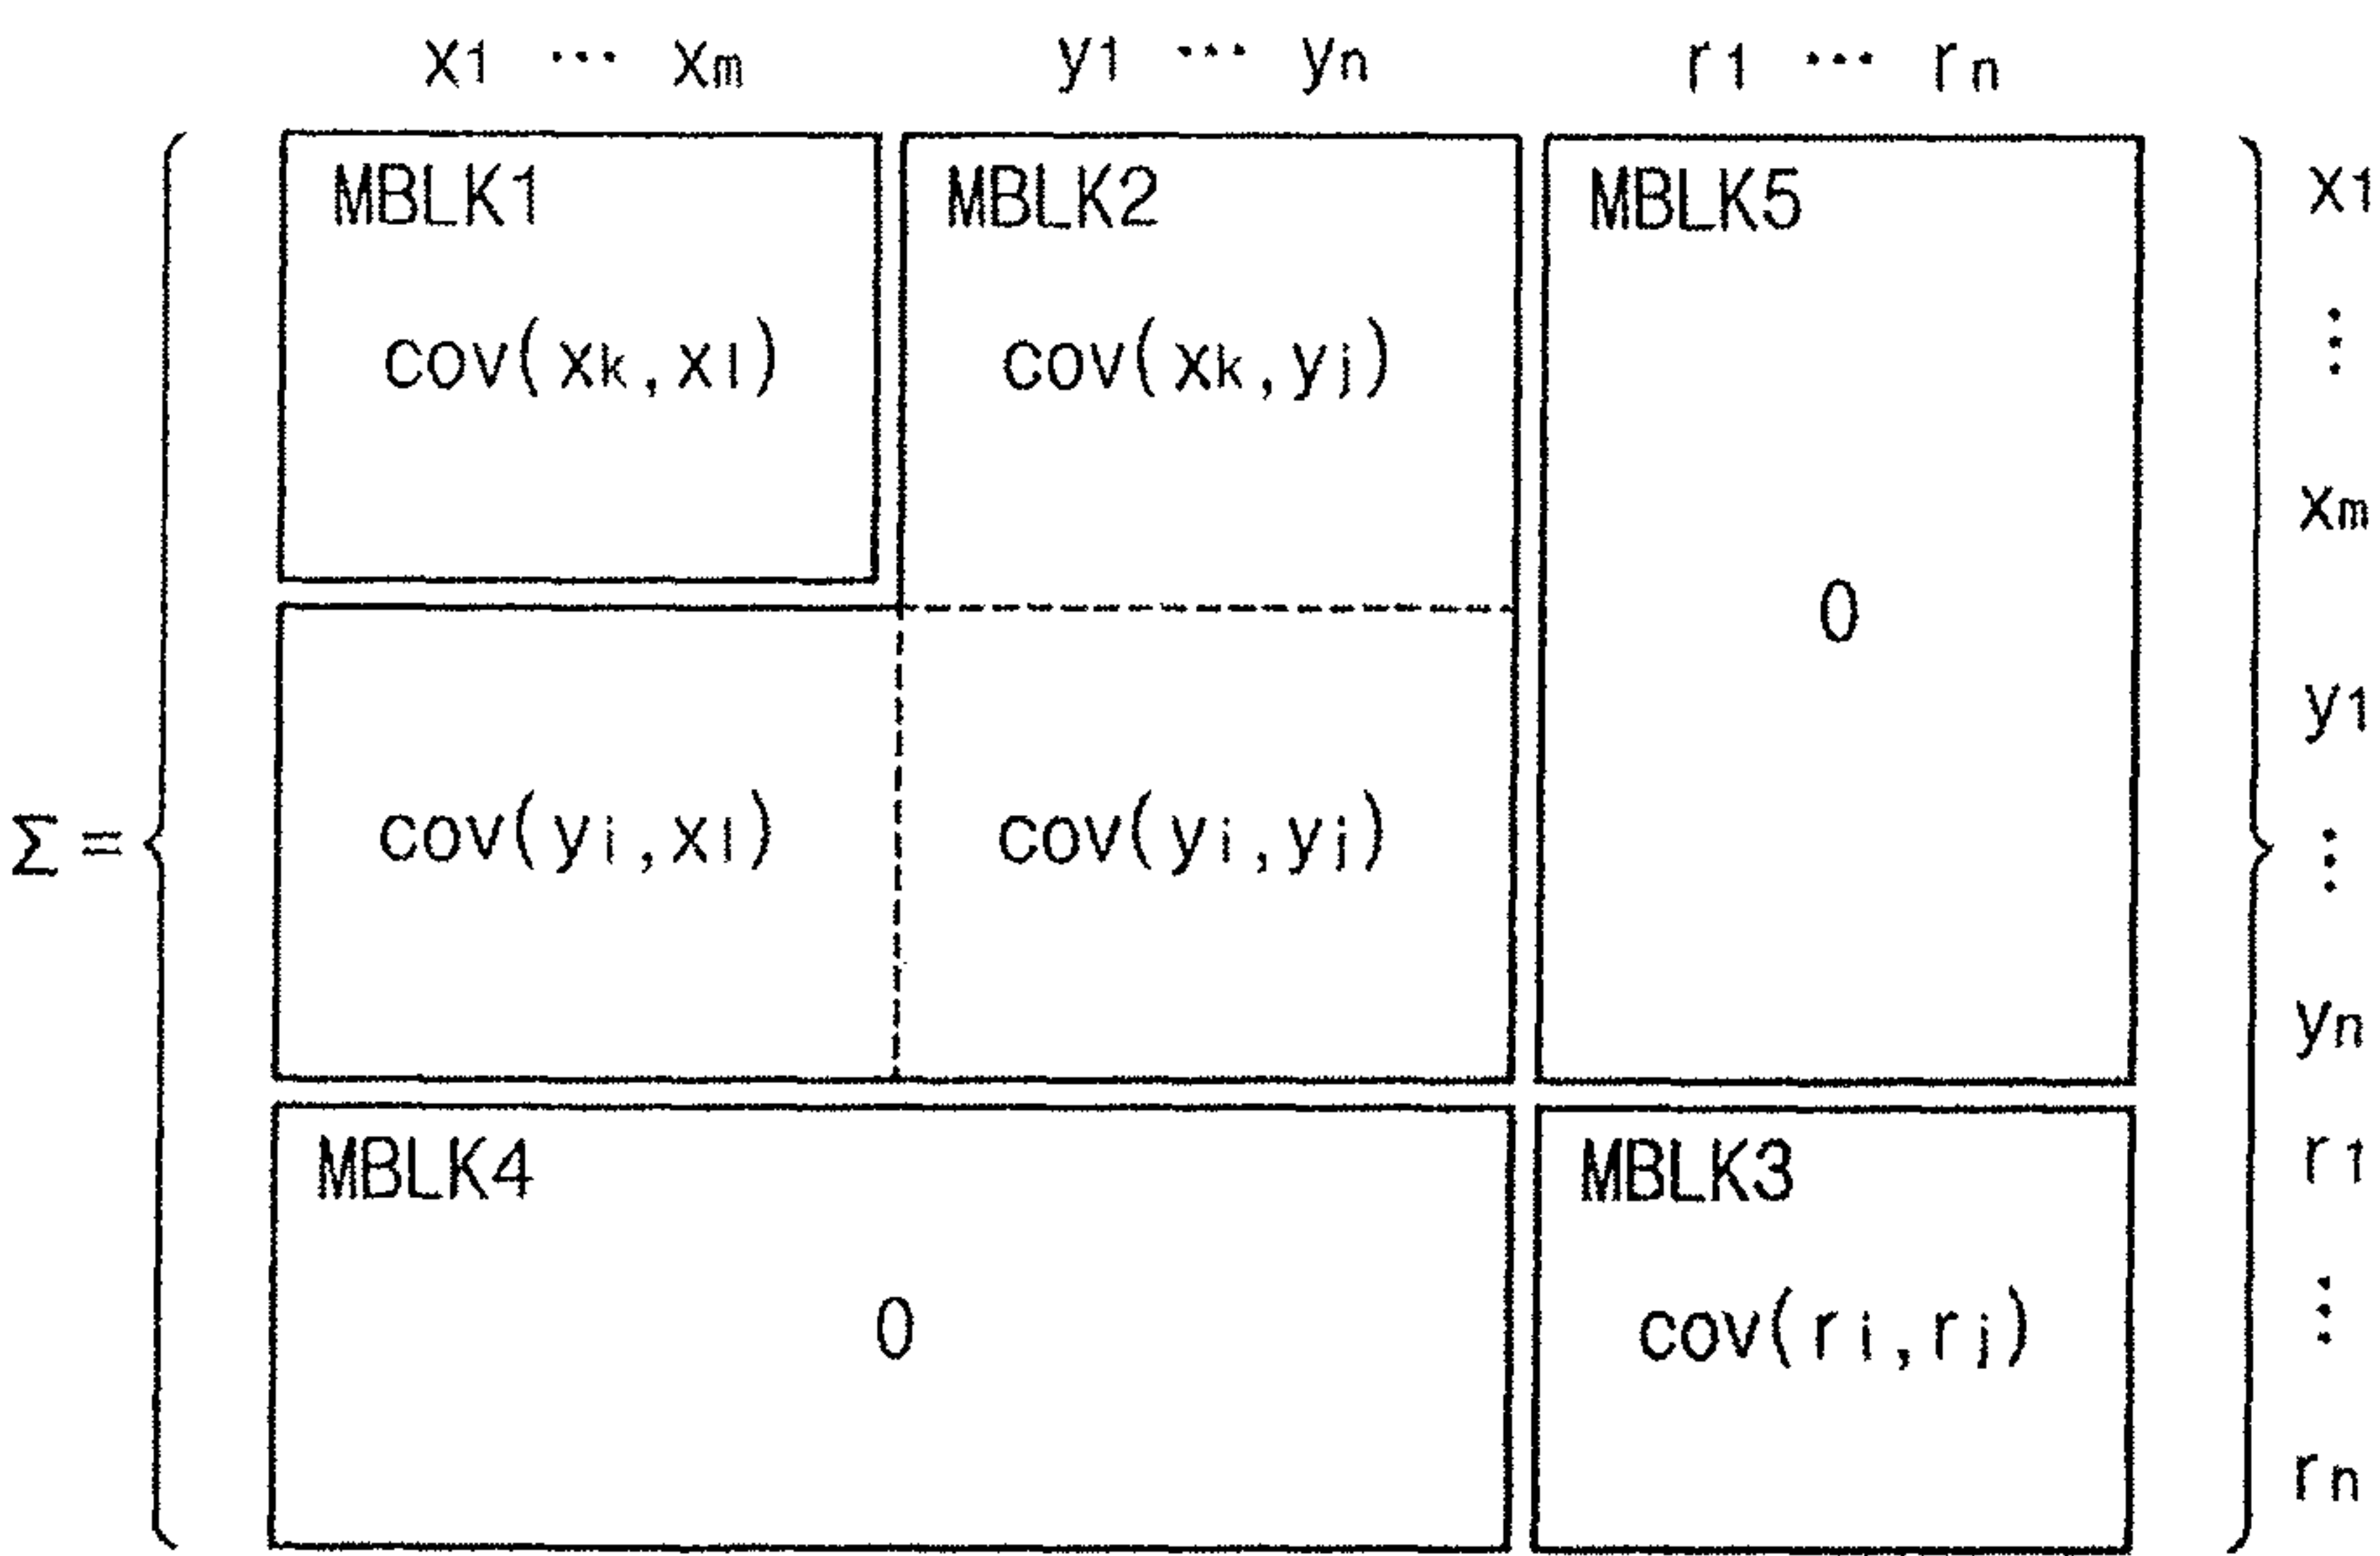 x1 ··· xm y1 ··· yn r1 ··· rn
MBLK1 MBLK2 MBLK5 x1
cov(xk,xl) cov(xk,yj) ⋮
xm
0
y1
Σ= cov(yi,xl) cov(yi,yj) ⋮
yn
MBLK4 MBLK3 r1
0 cov(ri,rj) ⋮
rn